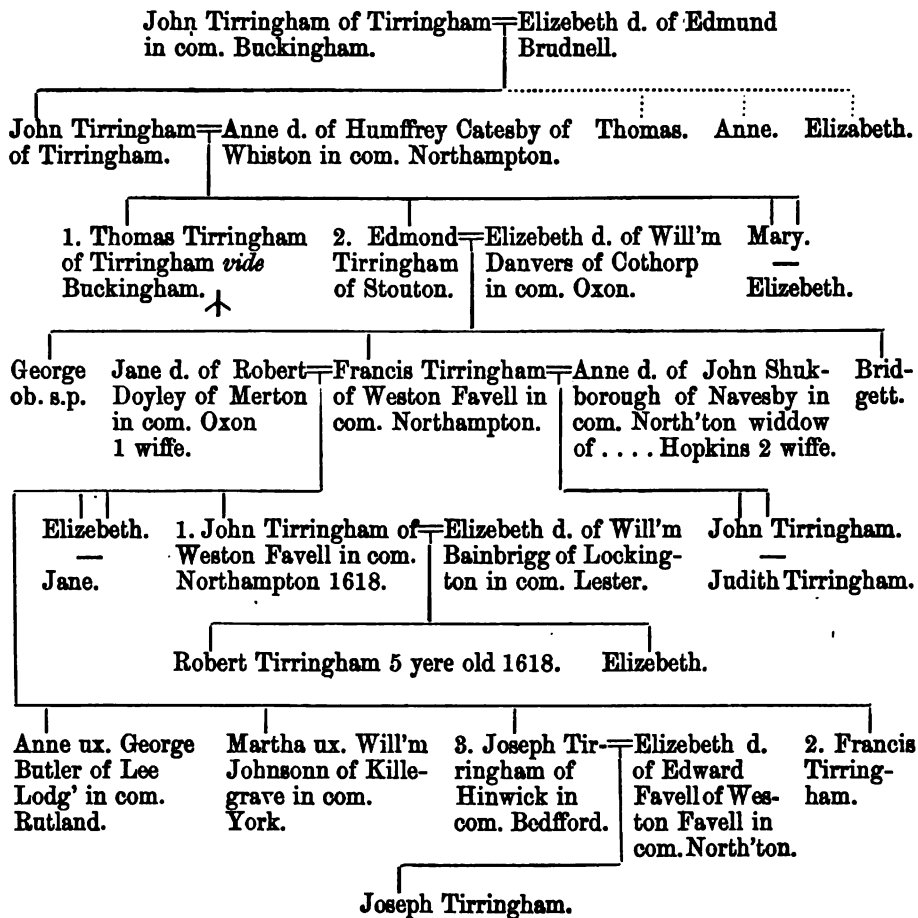 John Tirringham of Tirringham
in com. Buckingham.
Elizebeth d. of Edmund
Brudnell.
John Tirringham
of Tirringham.
Anne d. of Humffrey Catesby of
Whiston in com. Northampton.
Thomas.
Anne.
Elizabeth.
1. Thomas Tirringham
of Tirringham vide
Buckingham.
2. Edmond
Tirringham
of Stouton.
Elizebeth d. of Will'm
Danvers of Cothorp
in com. Oxon.
Mary.
—
Elizebeth.
George
ob. s.p.
Jane d. of Robert
Doyley of Merton
in com. Oxon
1 wiffe.
Francis Tirringham
of Weston Favell in
com. Northampton.
Anne d. of John Shuk-
borough of Navesby in
com. North'ton widdow
of .... Hopkins 2 wiffe.
Brid-
gett.
Elizebeth.
—
Jane.
1. John Tirringham of
Weston Favell in com.
Northampton 1618.
Elizebeth d. of Will'm
Bainbrigg of Locking-
ton in com. Lester.
John Tirringham.
—
Judith Tirringham.
Robert Tirringham 5 yere old 1618.
Elizebeth.
Anne ux. George
Butler of Lee
Lodg' in com.
Rutland.
Martha ux. Will'm
Johnsonn of Kille-
grave in com.
York.
3. Joseph Tir-
ringham of
Hinwick in
com. Bedfford.
Elizebeth d.
of Edward
Favell of Wes-
ton Favell in
com. North'ton.
2. Francis
Tirring-
ham.
Joseph Tirringham.